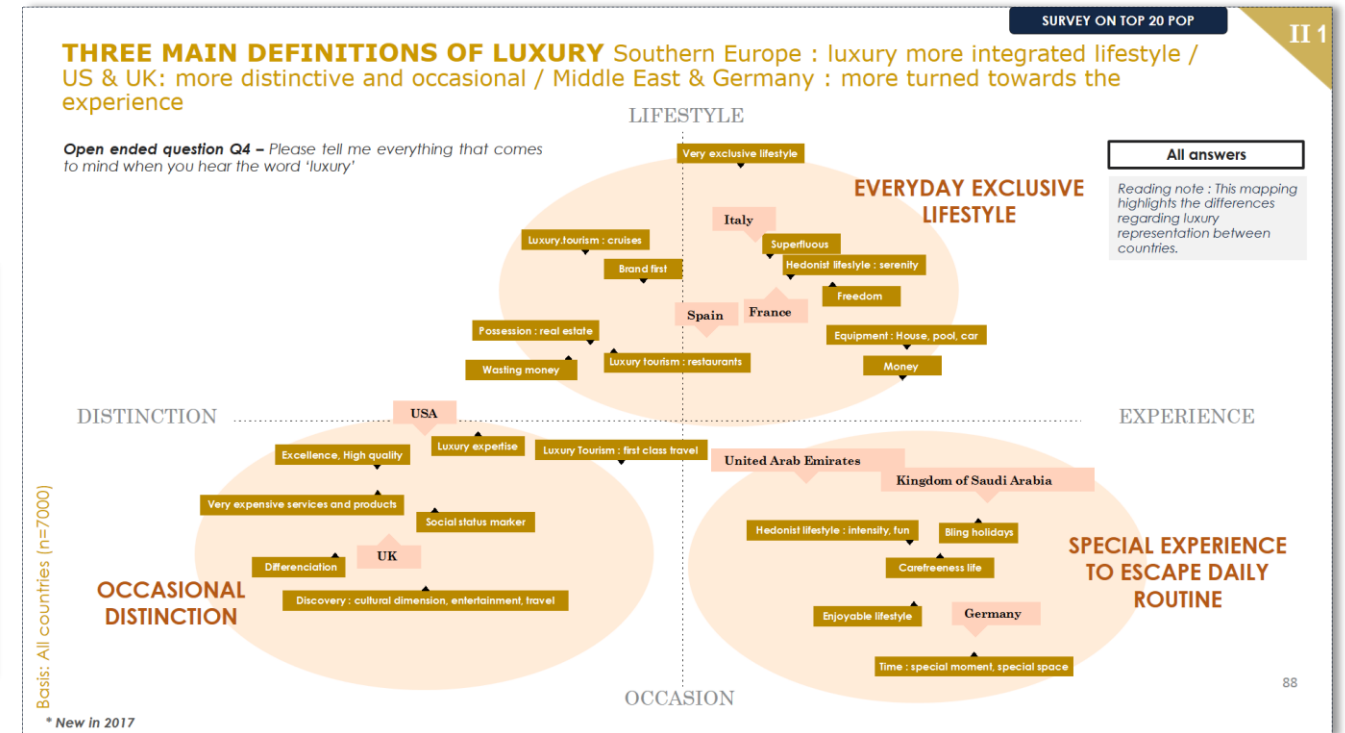 SURVEY ON TOP 20 POP
II 1
THREE MAIN DEFINITIONS OF LUXURY Southern Europe : luxury more integrated lifestyle /
US & UK: more distinctive and occasional / Middle East & Germany : more turned towards the
experience
LIFESTYLE
Open ended question Q4 – Please tell me everything that comes
to mind when you hear the word ‘luxury’
All answers
Reading note : This mapping
highlights the differences
regarding luxury
representation between
countries.
Very exclusive lifestyle
EVERYDAY EXCLUSIVE
LIFESTYLE
Italy
Luxury.tourism : cruises
Superfluous
Brand first
Hedonist lifestyle : serenity
Freedom
Spain
France
Possession : real estate
Equipment : House, pool, car
Wasting money
Luxury tourism : restaurants
Money
DISTINCTION
USA
EXPERIENCE
Excellence, High quality
Luxury expertise
Luxury Tourism : first class travel
United Arab Emirates
Kingdom of Saudi Arabia
Very expensive services and products
Social status marker
Hedonist lifestyle : intensity, fun
Bling holidays
UK
Differenciation
Carefreeness life
SPECIAL EXPERIENCE
TO ESCAPE DAILY
ROUTINE
OCCASIONAL
DISTINCTION
Discovery : cultural dimension, entertainment, travel
Enjoyable lifestyle
Germany
Time : special moment, special space
OCCASION
Basis: All countries (n=7000)
88
* New in 2017